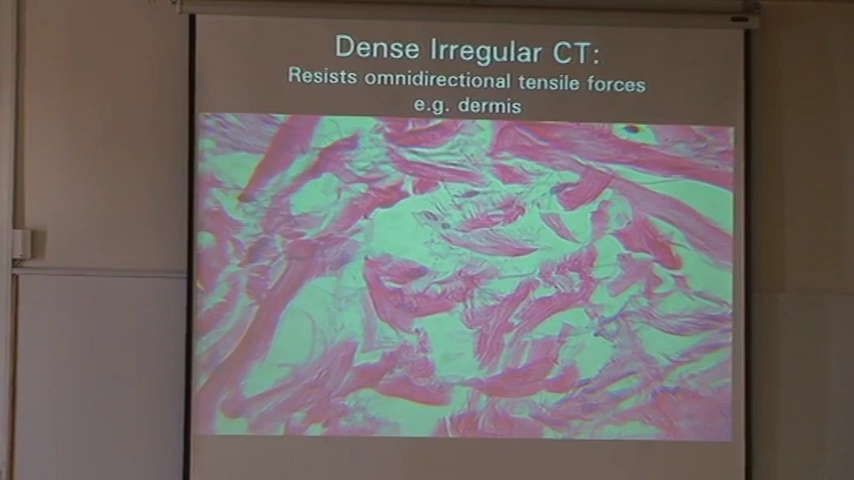 Dense Irregular CT:
Resists omnidirectional tensile forces
e.g. dermis